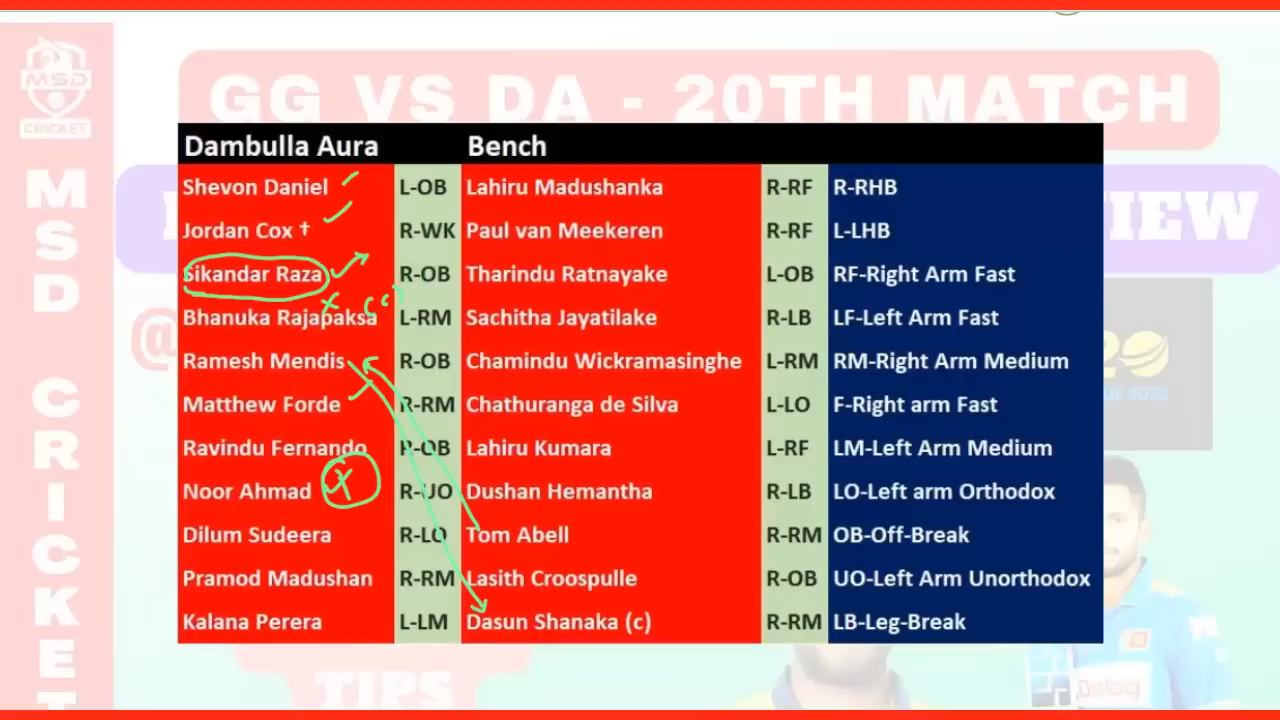 GG VS DA - 20TH MATCH
MSD
CRICKET
MSD CRICKET
Dambulla Aura Bench
Shevon Daniel L-OB Lahiru Madushanka R-RF R-RHB
Jordan Cox † R-WK Paul van Meekeren R-RF L-LHB
Sikandar Raza R-OB Tharindu Ratnayake L-OB RF-Right Arm Fast
Bhanuka Rajapaksa L-RM Sachitha Jayatilake R-LB LF-Left Arm Fast
Ramesh Mendis R-OB Chamindu Wickramasinghe L-RM RM-Right Arm Medium
Matthew Forde R-RM Chathuranga de Silva L-LO F-Right arm Fast
Ravindu Fernando R-OB Lahiru Kumara L-RF LM-Left Arm Medium
Noor Ahmad R-UO Dushan Hemantha R-LB LO-Left arm Orthodox
Dilum Sudeera R-LO Tom Abell R-RM OB-Off-Break
Pramod Madushan R-RM Lasith Croospulle R-OB UO-Left Arm Unorthodox
Kalana Perera L-LM Dasun Shanaka (c) R-RM LB-Leg-Break
TIPS
Dialog